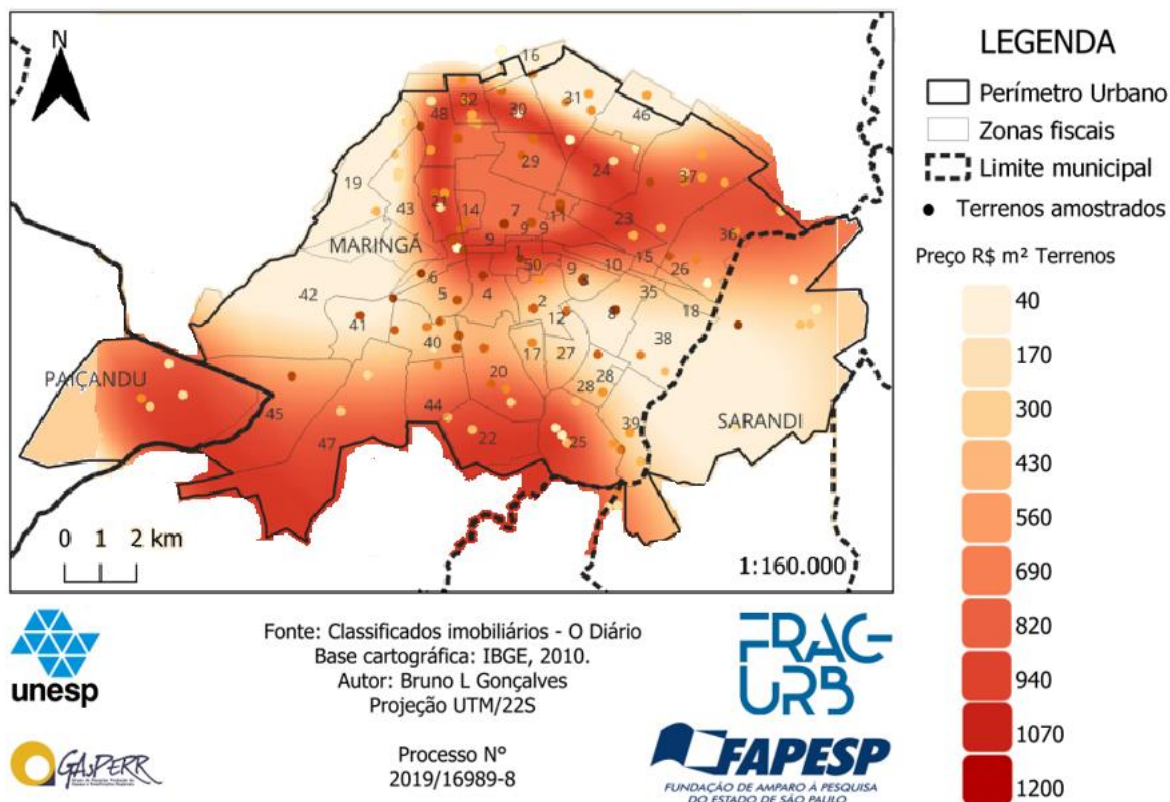 N
16
32
30
31
48
46
29
24
37
19
43
21
14
7
11
23
9
9
9
36
MARINGÁ
1
15
50
9
10
26
6
42
5
4
2
35
18
41
12
8
38
40
17
27
PAIÇANDU
20
28
28
45
44
39
SARANDI
47
22
25
0 1 2 km
1:160.000
LEGENDA
Perímetro Urbano
Zonas fiscais
Limite municipal
Terrenos amostrados
Preço R$ m² Terrenos
40
170
300
430
560
690
820
940
1070
1200
unesp
GAsPERR
Fonte: Classificados imobiliários - O Diário
Base cartográfica: IBGE, 2010.
Autor: Bruno L Gonçalves
Projeção UTM/22S
Processo N°
2019/16989-8
FRAG-
URB
FAPESP
FUNDAÇÃO DE AMPARO À PESQUISA
DO ESTADO DE SÃO PAULO